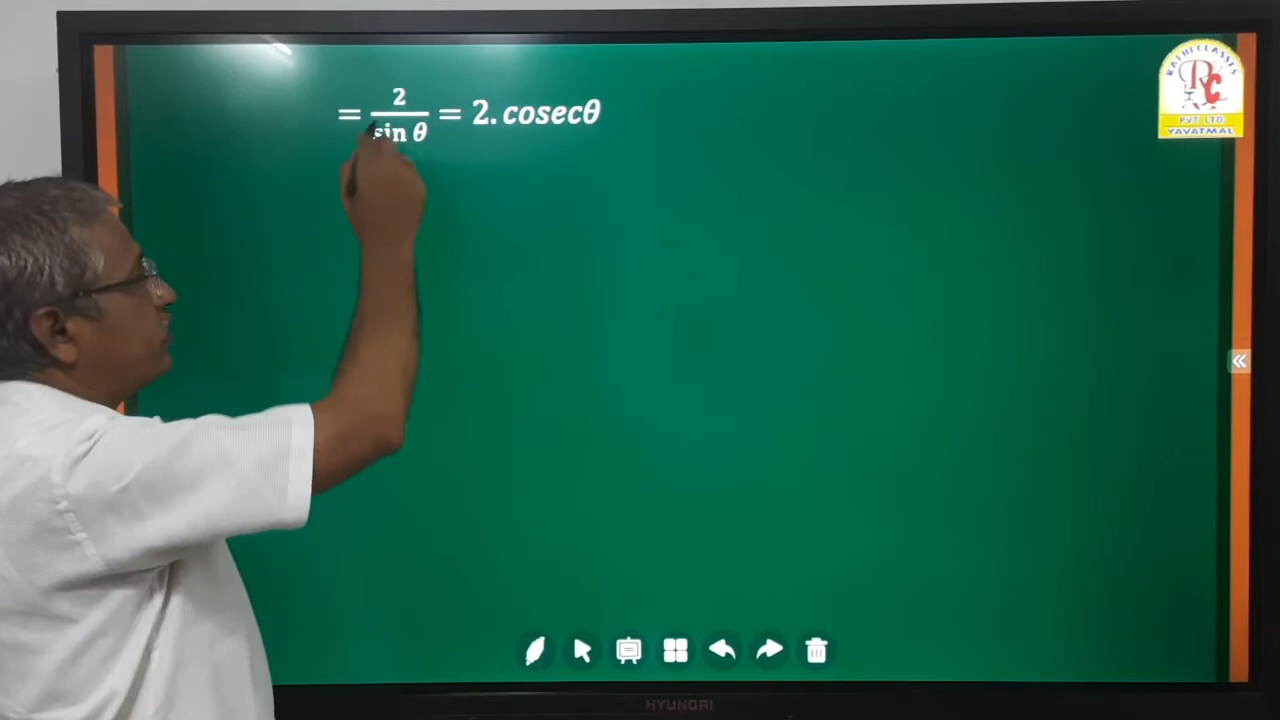 = 2/sin θ = 2. cosecθ
RATHI CLASSES
RC
PVT. LTD.
YAVATMAL
HYUNDAI